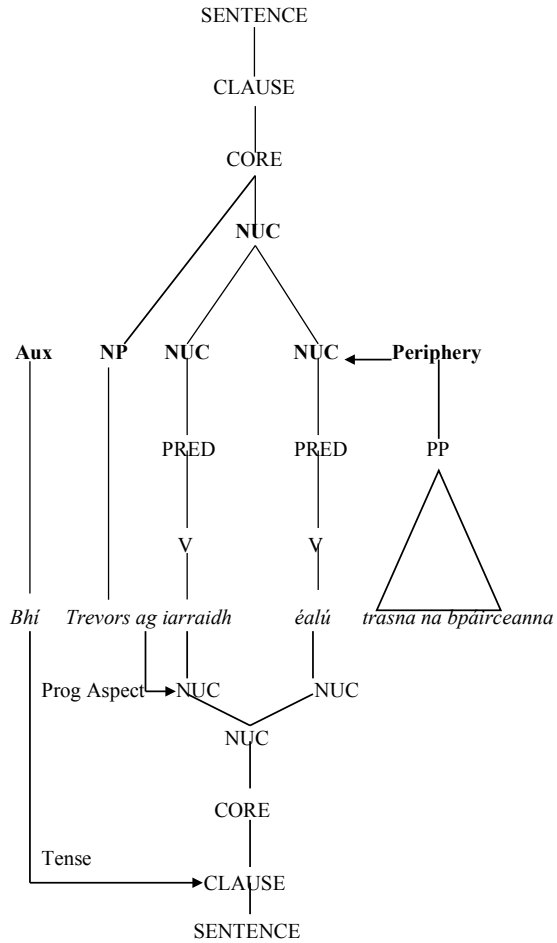 SENTENCE
CLAUSE
CORE
NUC
Aux NP NUC NUC Periphery
PRED PRED PP
V V
Bhí Trevors ag iarraidh éalú trasna na bpáirceanna
Prog Aspect NUC NUC
NUC
CORE
Tense
CLAUSE
SENTENCE